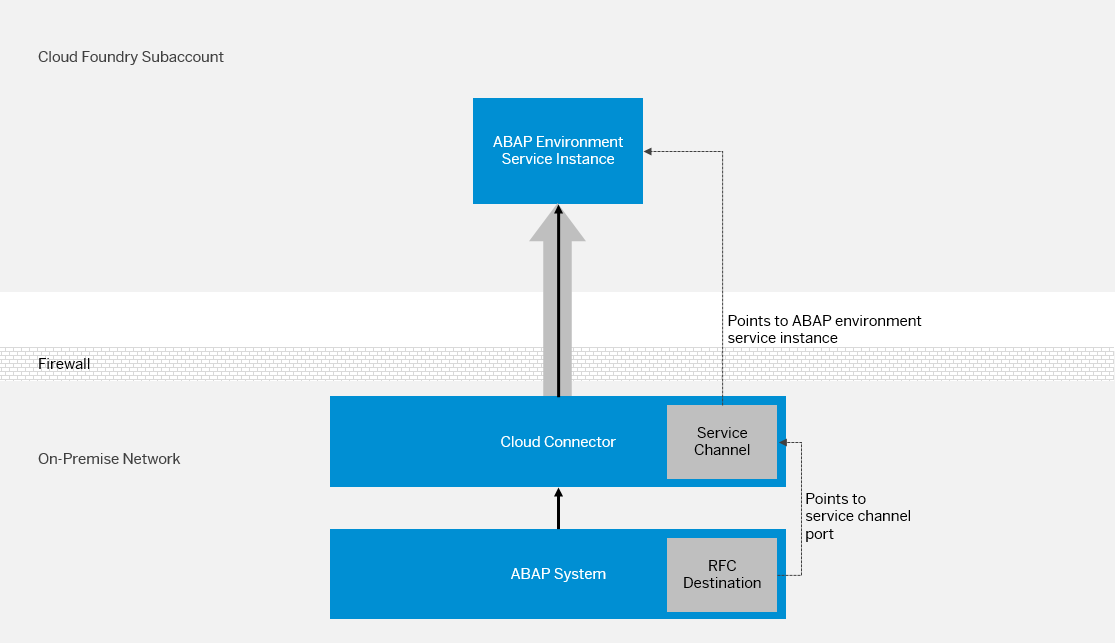 Cloud Foundry Subaccount
ABAP Environment
Service Instance
Points to ABAP environment
service instance
Firewall
Service
Channel
Cloud Connector
On-Premise Network
Points to
service channel
port
RFC
Destination
ABAP System